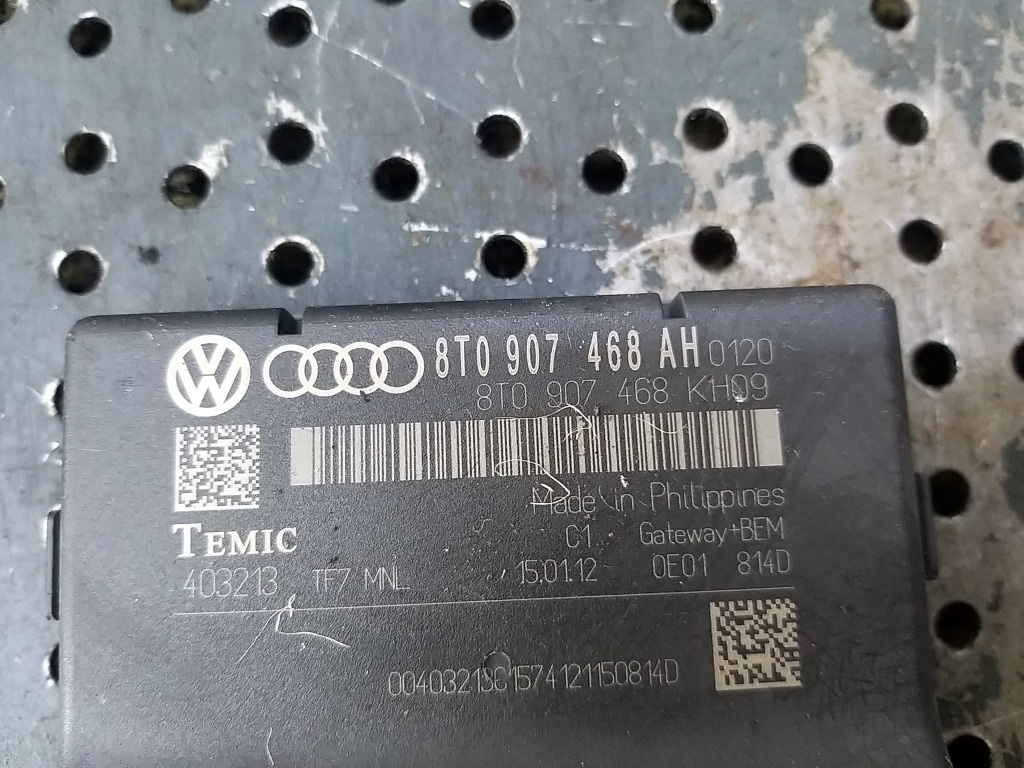 8T0 907 468 AH 0120
8T0 907 468 KH09
Made in Philippines
TEMIC C1 Gateway+BEM
403213 TF7 MNL 15.01.12 0E01 814D
00403213C1574121150814D